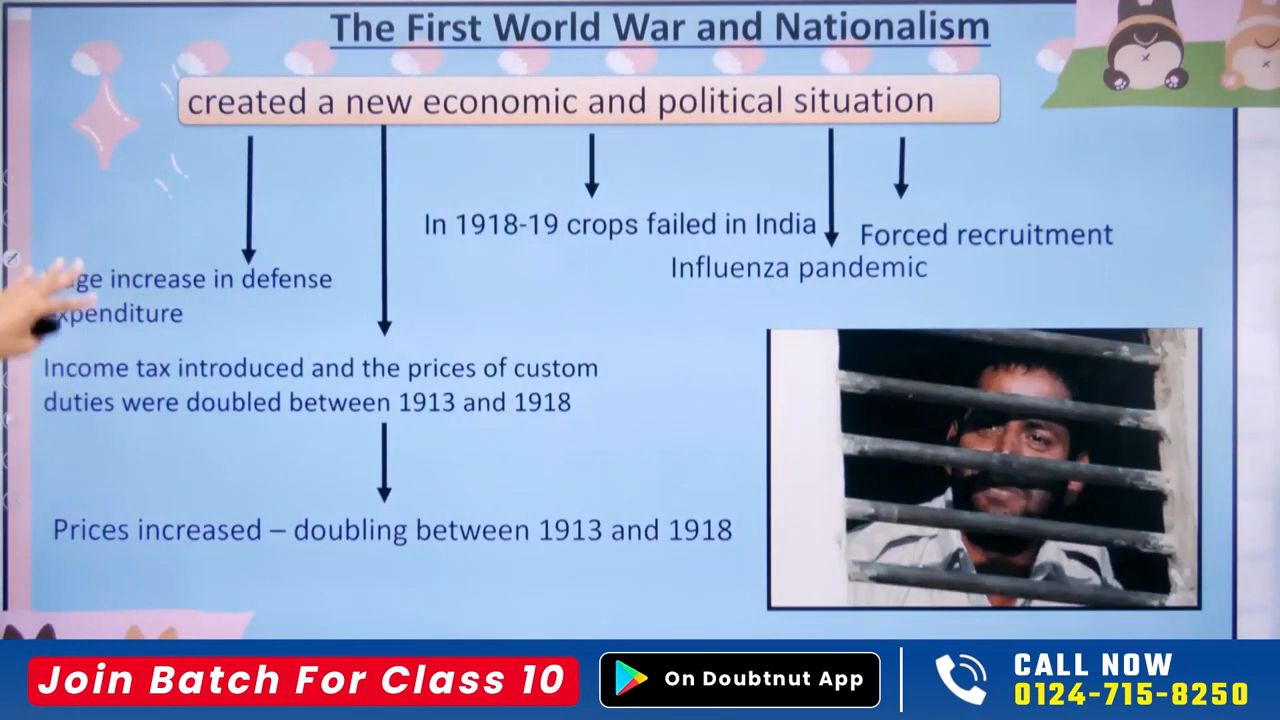 The First World War and Nationalism
created a new economic and political situation
In 1918-19 crops failed in India
Forced recruitment
Influenza pandemic
increase in defense
Income tax introduced and the prices of custom
duties were doubled between 1913 and 1918
Prices increased – doubling between 1913 and 1918
Join Batch For Class 10
On Doubtnut App
CALL NOW
0124-715-8250